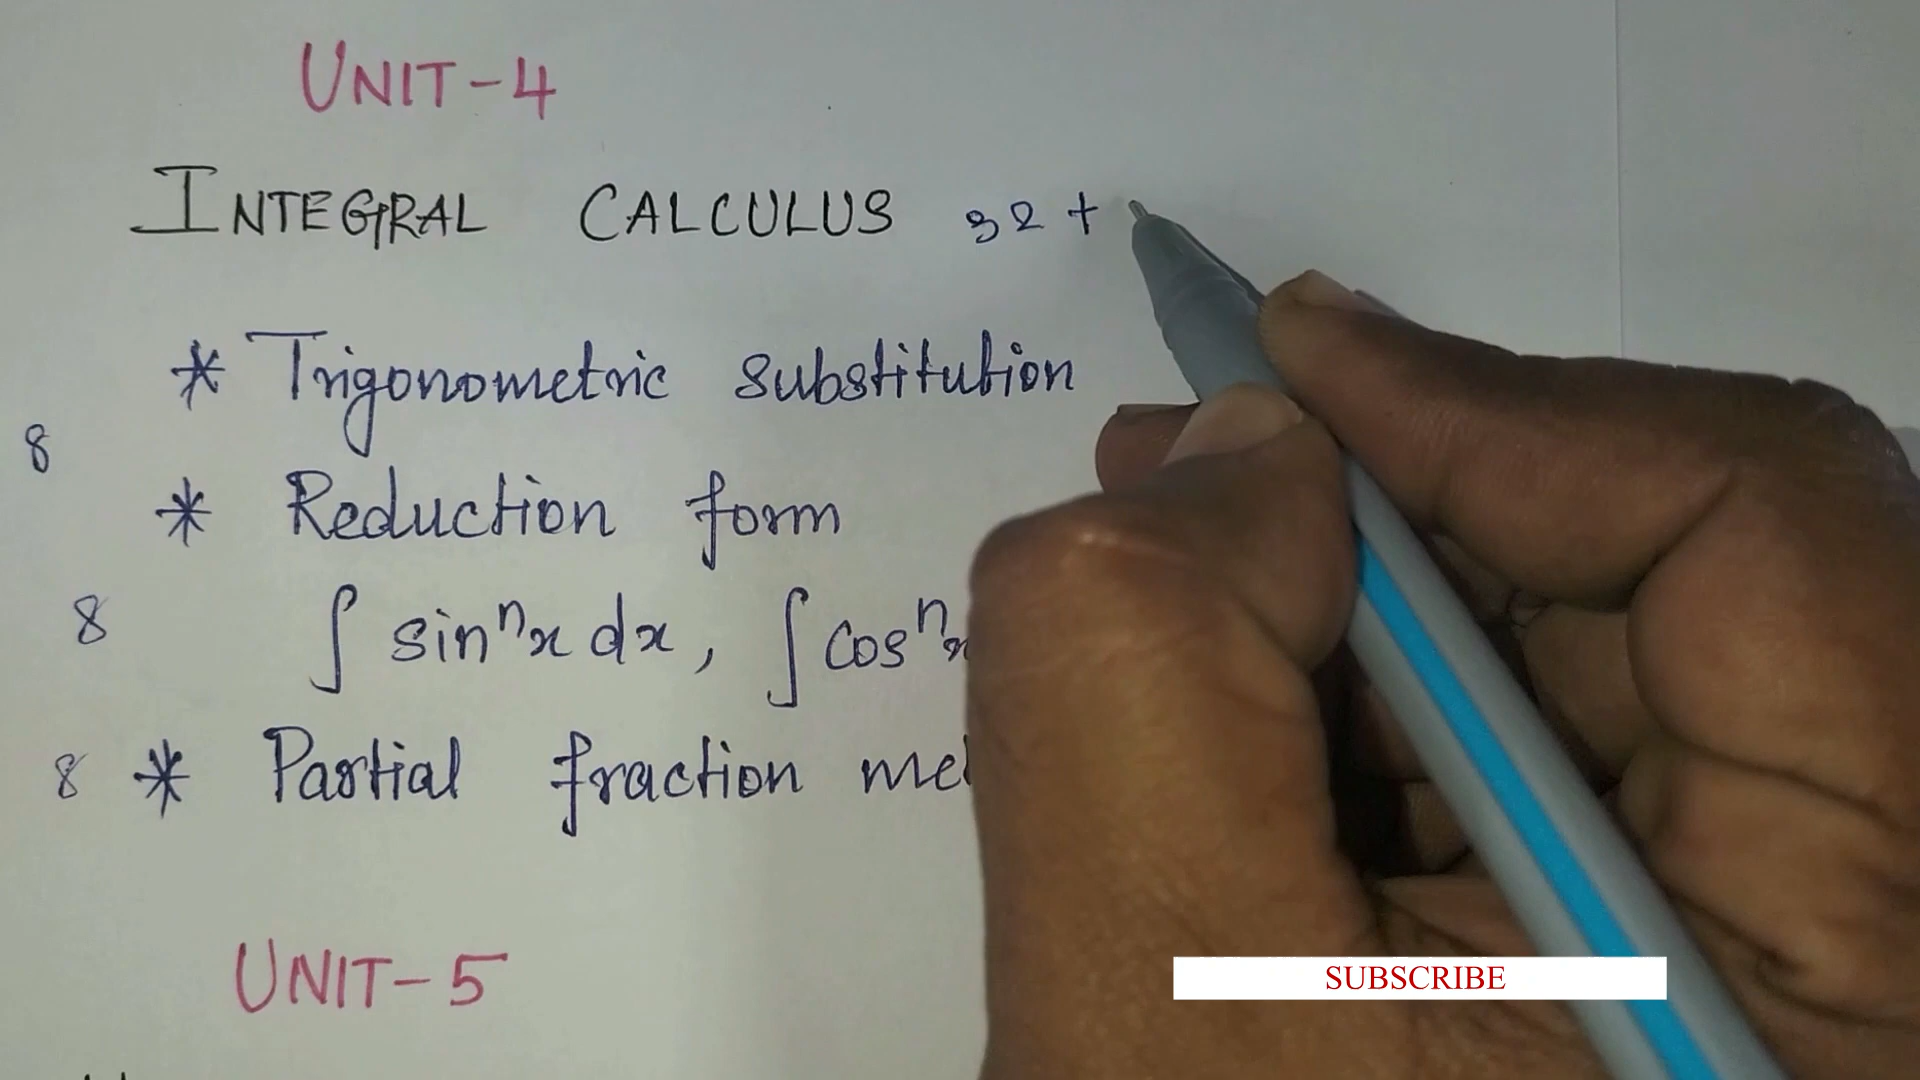 UNIT-4
INTEGRAL CALCULUS 32 +
* Trigonometric substitution
8
* Reduction form
8 ∫ sinⁿx dx, ∫ cosⁿx
8 * Partial fraction me
UNIT-5
SUBSCRIBE